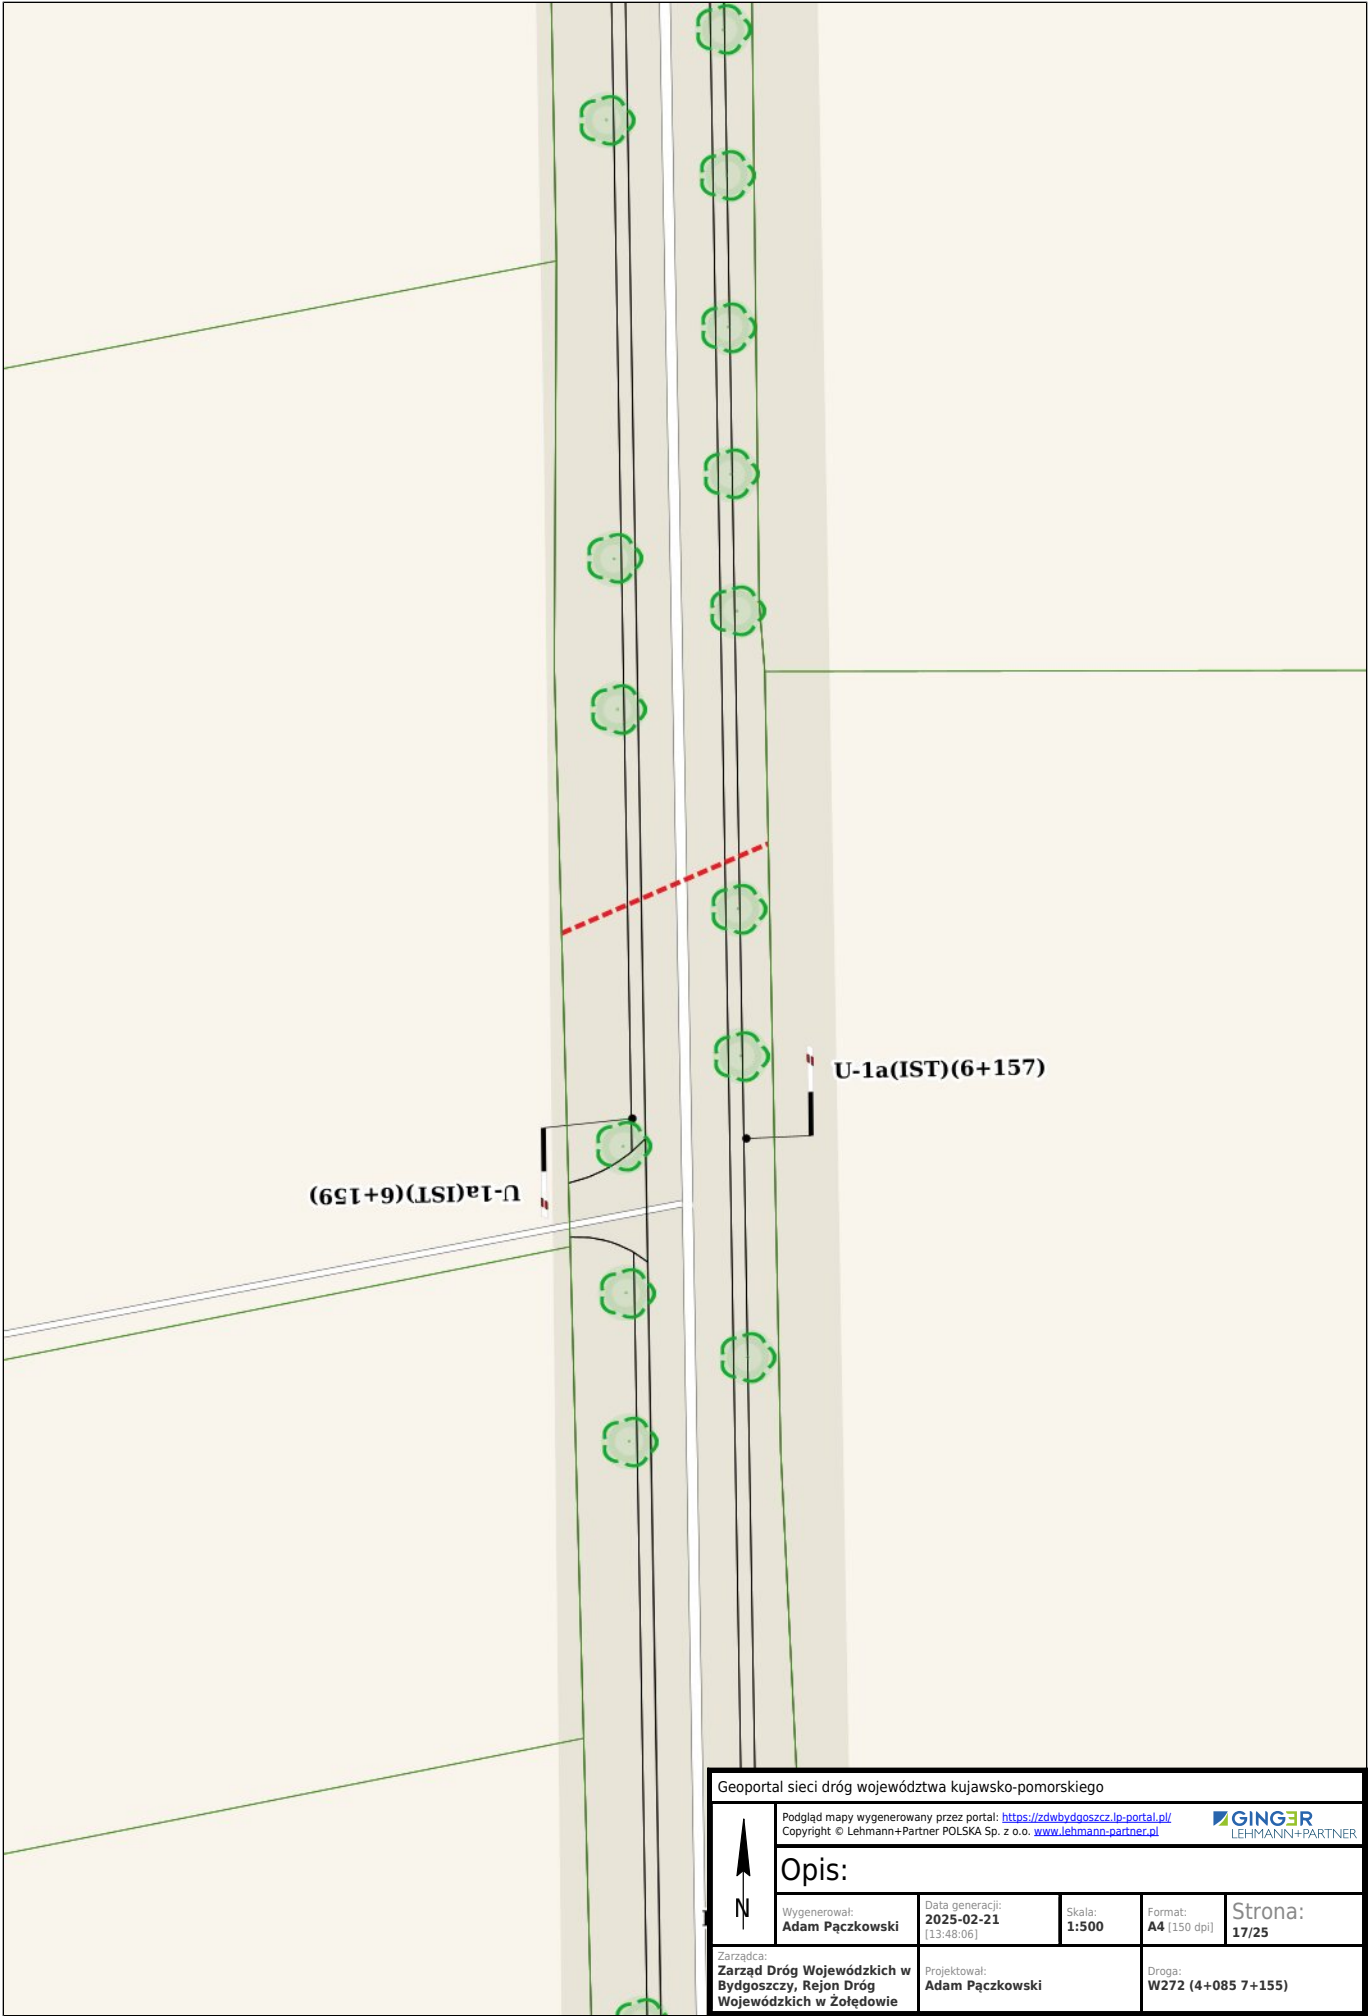 U-1a(IST)(6+157)
U-1a(IST)(6+159)
Geoportal sieci dróg województwa kujawsko-pomorskiego
Podgląd mapy wygenerowany przez portal: https://zdwbydgoszcz.lp-portal.pl/
Copyright © Lehmann+Partner POLSKA Sp. z o.o. www.lehmann-partner.pl
GINGER
LEHMANN+PARTNER
Opis:
N
Wygenerował:
Adam Pączkowski
Data generacji:
2025-02-21
[13:48:06]
Skala:
1:500
Format:
A4 [150 dpi]
Strona:
17/25
Zarządca:
Zarząd Dróg Wojewódzkich w
Bydgoszczy, Rejon Dróg
Wojewódzkich w Żołędowie
Projektował:
Adam Pączkowski
Droga:
W272 (4+085 7+155)